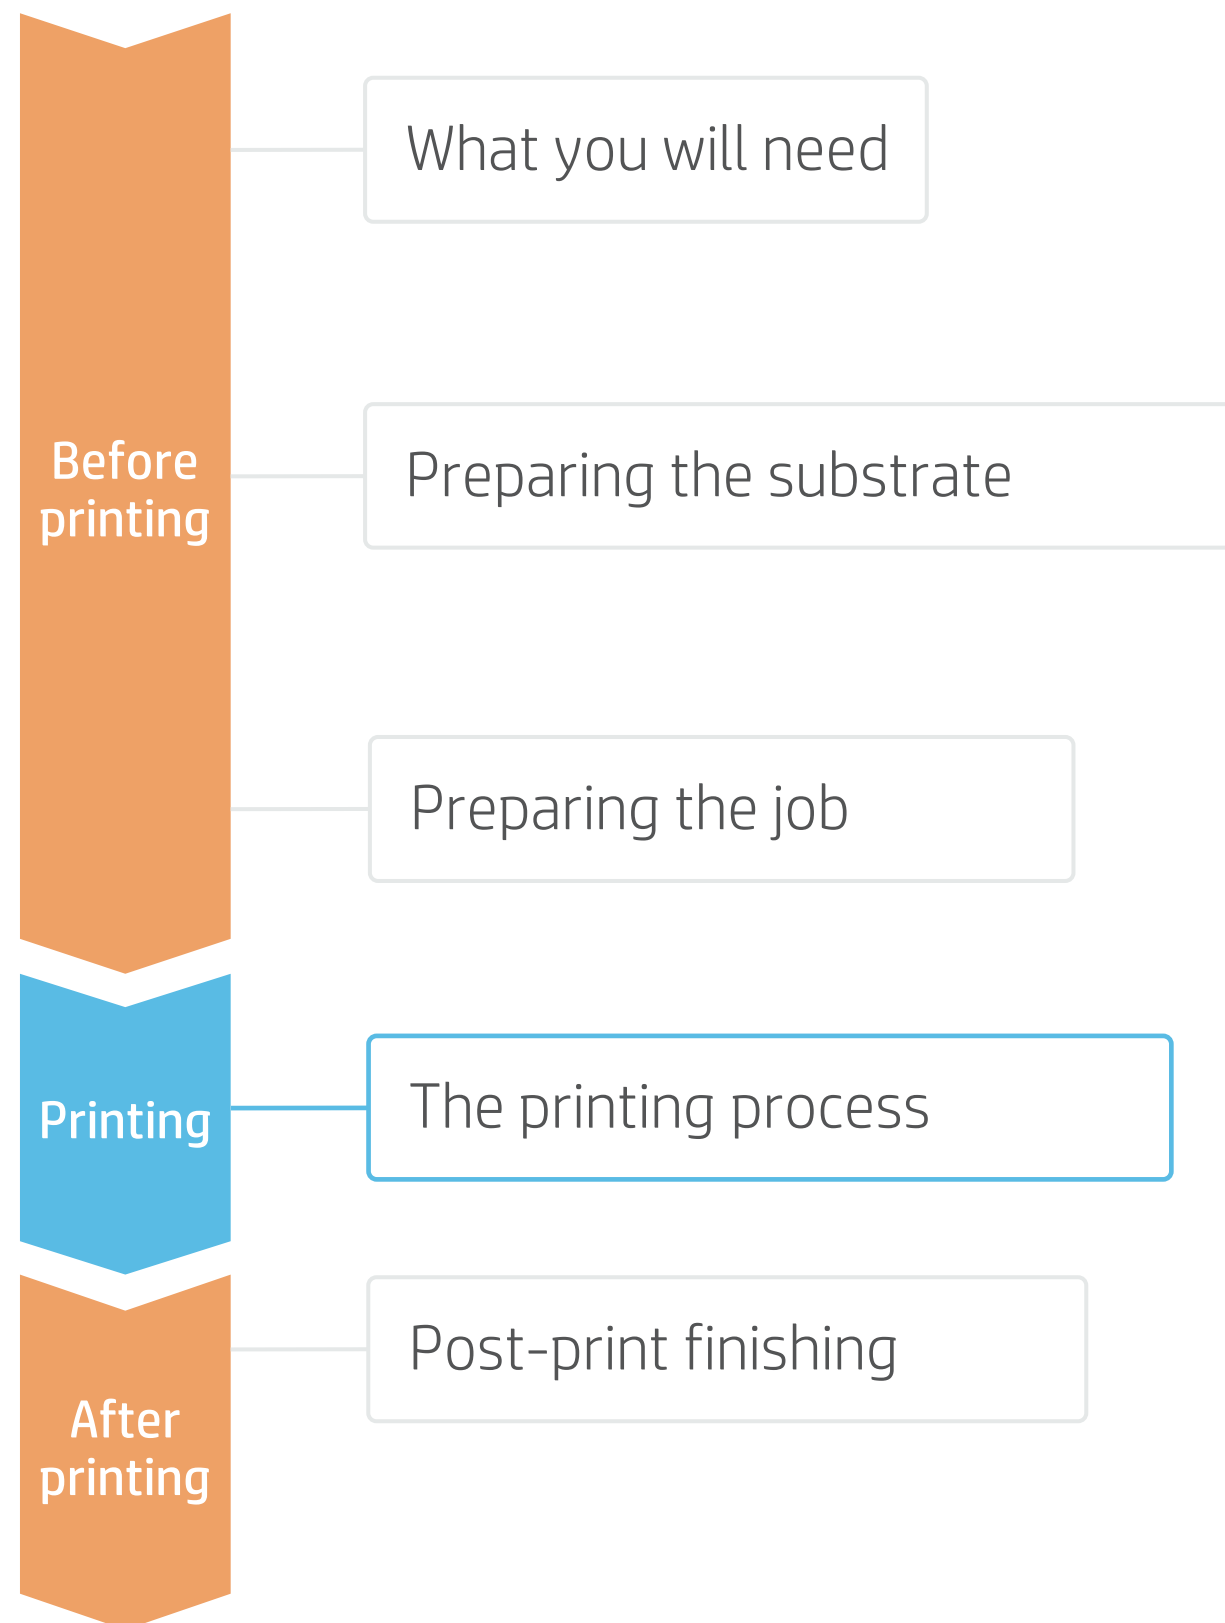 What you will need
Before
printing
Preparing the substrate
Preparing the job
Printing
The printing process
After
printing
Post-print finishing